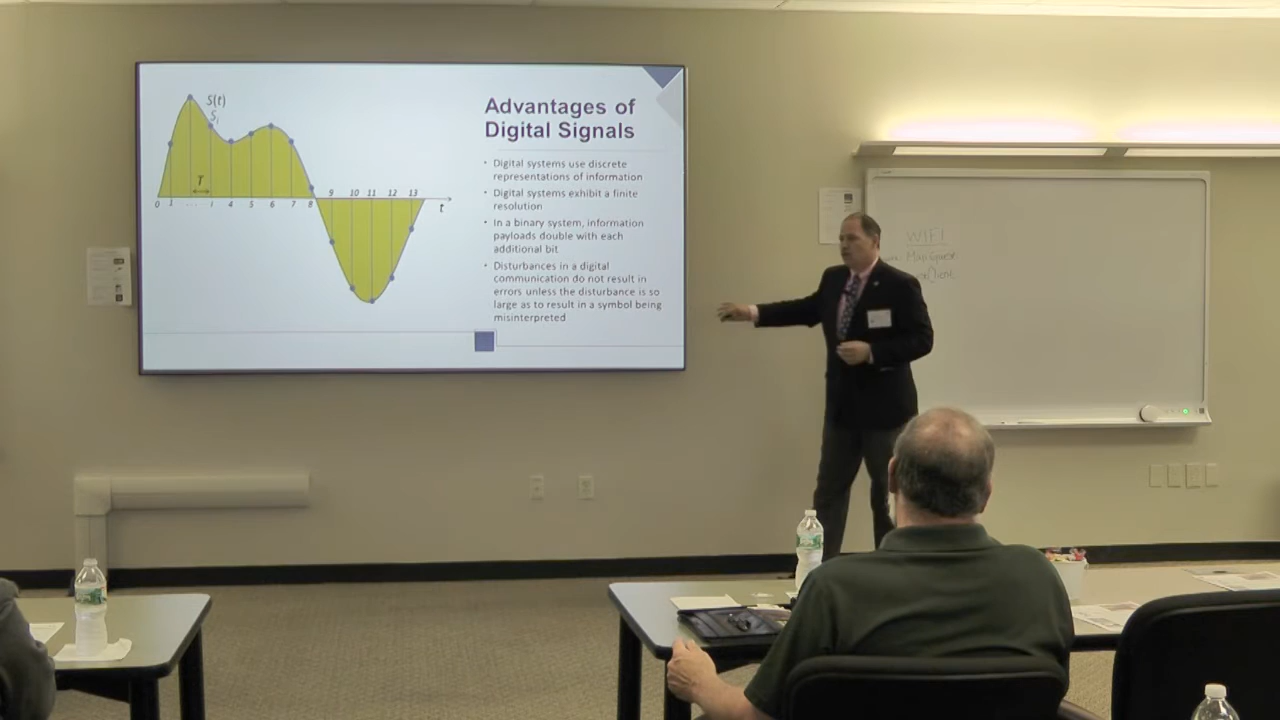 S(t)
Sᵢ
T
0 1 . . i 4 5 6 7 8 9 10 11 12 13 t
Advantages of
Digital Signals
• Digital systems use discrete
representations of information
• Digital systems exhibit a finite
resolution
• In a binary system, information
payloads double with each
additional bit
• Disturbances in a digital
communication do not result in
errors unless the disturbance is so
large as to result in a symbol being
misinterpreted
WIFI